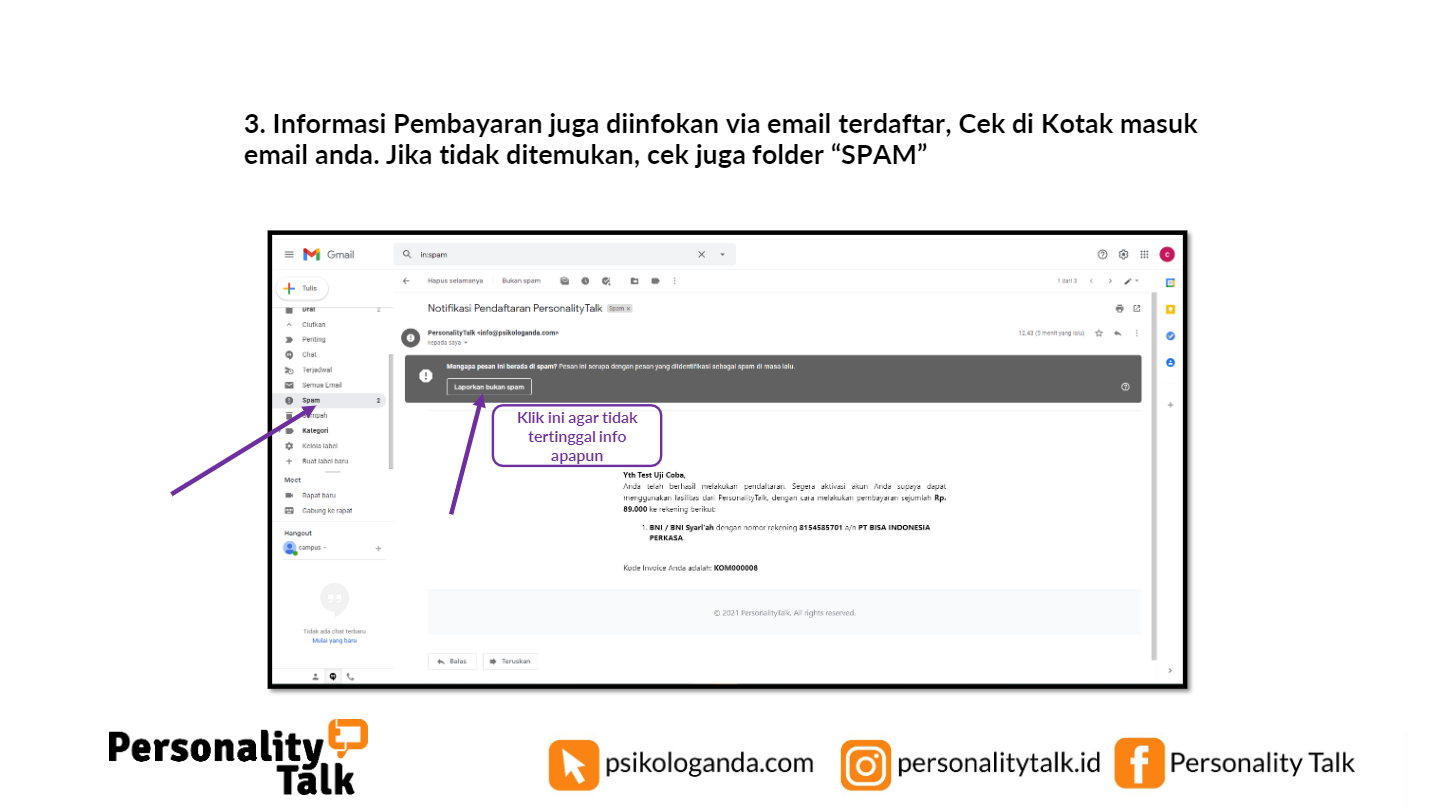 3. Informasi Pembayaran juga diinfokan via email terdaftar, Cek di Kotak masuk
email anda. Jika tidak ditemukan, cek juga folder “SPAM”
Gmail
in:spam
Tulis
Hapus selamanya
Bukan spam
1 dari 3
Draf
2
Ciutkan
Penting
Chat
Terjadwal
Semua Email
Spam
2
Sampah
Kategori
Kelola label
Buat label baru
Meet
Rapat baru
Gabung ke rapat
Hangout
campus
Tidak ada chat terbaru
Mulai yang baru
Notifikasi Pendaftaran PersonalityTalk
Spam x
PersonalityTalk <info@psikologanda.com>
kepada saya
12.43 (5 menit yang lalu)
C
Mengapa pesan ini berada di spam? Pesan ini serupa dengan pesan yang diidentifikasi sebagai spam di masa lalu.
Laporkan bukan spam
Klik ini agar tidak
tertinggal info
apapun
Yth Test Uji Coba,
Anda telah berhasil melakukan pendaftaran. Segera aktivasi akun Anda supaya dapat
menggunakan fasilitas dari PersonalityTalk, dengan cara melakukan pembayaran sejumlah Rp.
89.000 ke rekening berikut:
1. BNI / BNI Syari'ah dengan nomor rekening 8154585701 a/n PT BISA INDONESIA
PERKASA
Kode Invoice Anda adalah: KOM000008
© 2021 PersonalityTalk. All rights reserved.
Balas
Teruskan
Personality
Talk
psikologanda.com
personalitytalk.id
Personality Talk